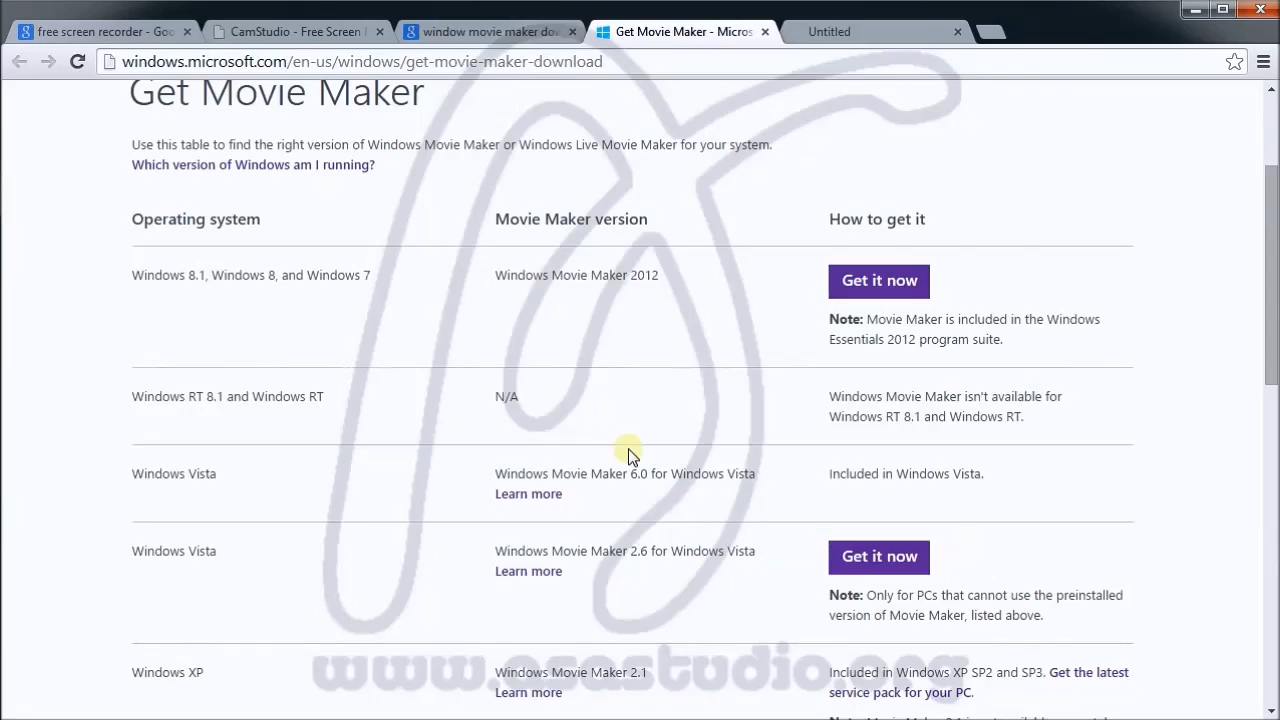 free screen recorder - Goo
CamStudio - Free Screen
window movie maker do
Get Movie Maker - Micros
Untitled
windows.microsoft.com/en-us/windows/get-movie-maker-download
Get Movie Maker
Use this table to find the right version of Windows Movie Maker or Windows Live Movie Maker for your system.
Which version of Windows am I running?
Operating system Movie Maker version How to get it
Windows 8.1, Windows 8, and Windows 7 Windows Movie Maker 2012 Get it now
Note: Movie Maker is included in the Windows
Essentials 2012 program suite.
Windows RT 8.1 and Windows RT N/A Windows Movie Maker isn't available for
Windows RT 8.1 and Windows RT.
Windows Vista Windows Movie Maker 6.0 for Windows Vista Included in Windows Vista.
Learn more
Windows Vista Windows Movie Maker 2.6 for Windows Vista Get it now
Learn more
Note: Only for PCs that cannot use the preinstalled
version of Movie Maker, listed above.
Windows XP Windows Movie Maker 2.1 Included in Windows XP SP2 and SP3. Get the latest
Learn more service pack for your PC.
www.asastudio.org